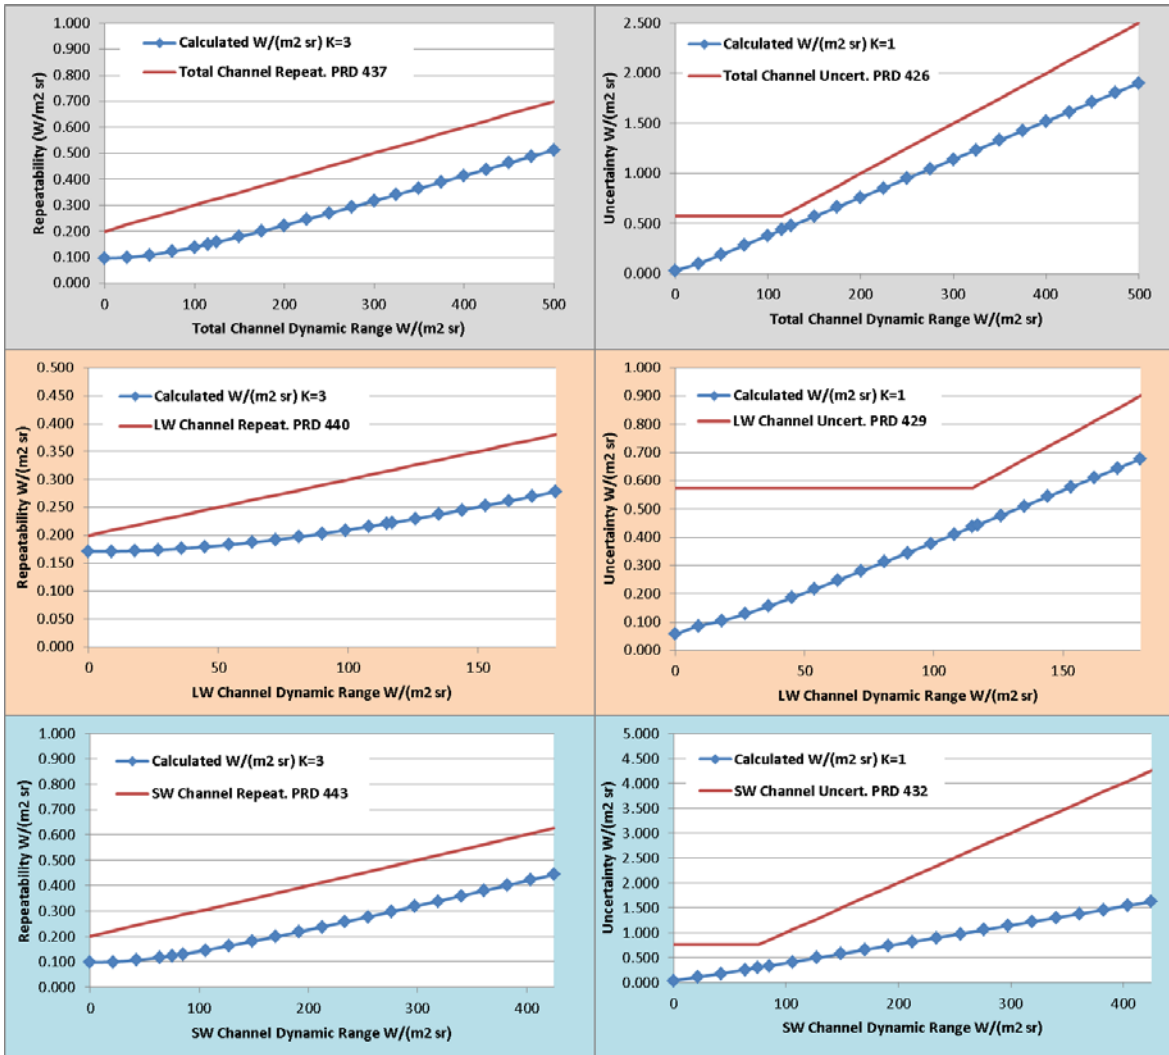 1.000
0.900
0.800
0.700
0.600
0.500
0.400
0.300
0.200
0.100
0.000
Repeatability (W/m2 sr)
Calculated W/(m2 sr) K=3
Total Channel Repeat. PRD 437
0 100 200 300 400 500
Total Channel Dynamic Range W/(m2 sr)
2.500
2.000
1.500
1.000
0.500
0.000
Uncertainty W/(m2 sr)
Calculated W/(m2 sr) K=1
Total Channel Uncert. PRD 426
0 100 200 300 400 500
Total Channel Dynamic Range W/(m2 sr)
0.500
0.450
0.400
0.350
0.300
0.250
0.200
0.150
0.100
0.050
0.000
Repeatability W/(m2 sr)
Calculated W/(m2 sr) K=3
LW Channel Repeat. PRD 440
0 50 100 150
LW Channel Dynamic Range W/(m2 sr)
1.000
0.900
0.800
0.700
0.600
0.500
0.400
0.300
0.200
0.100
0.000
Uncertainty W/(m2 sr)
Calculated W/(m2 sr) K=1
LW Channel Uncert. PRD 429
0 50 100 150
LW Channel Dynamic Range W/(m2 sr)
1.000
0.900
0.800
0.700
0.600
0.500
0.400
0.300
0.200
0.100
0.000
Repeatability W/(m2 sr)
Calculated W/(m2 sr) K=3
SW Channel Repeat. PRD 443
0 100 200 300 400
SW Channel Dynamic Range W/(m2 sr)
5.000
4.500
4.000
3.500
3.000
2.500
2.000
1.500
1.000
0.500
0.000
Uncertainty W/(m2 sr)
Calculated W/(m2 sr) K=1
SW Channel Uncert. PRD 432
0 100 200 300 400
SW Channel Dynamic Range W/(m2 sr)